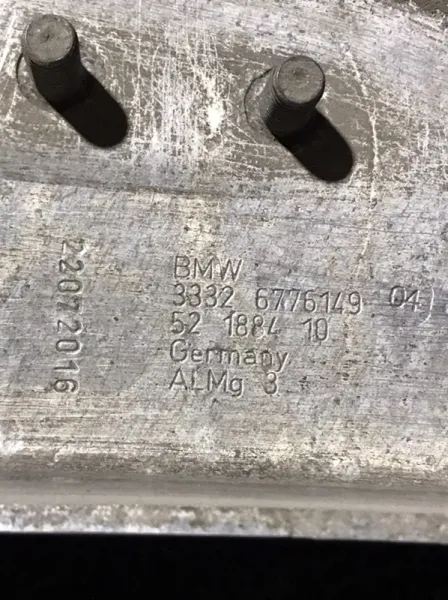 BMW
3332 6776149 04
52 1884 10
Germany
ALMg 3
22072016